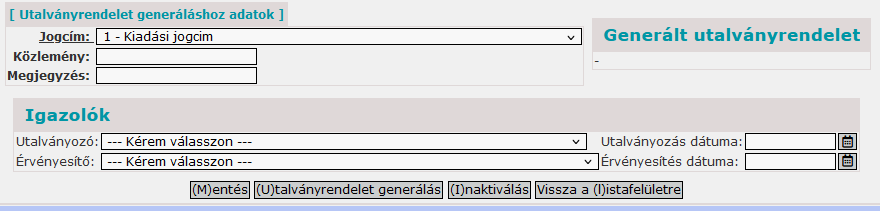 [ Utalványrendelet generáláshoz adatok ]
Jogcím: 1 - Kiadási jogcim
Közlemény:
Megjegyzés:
Generált utalványrendelet
-
Igazolók
Utalványozó: --- Kérem válasszon --- Utalványozás dátuma:
Érvényesítő: --- Kérem válasszon --- Érvényesítés dátuma:
(M)entés (U)talványrendelet generálás (I)naktiválás Vissza a (l)istafelületre